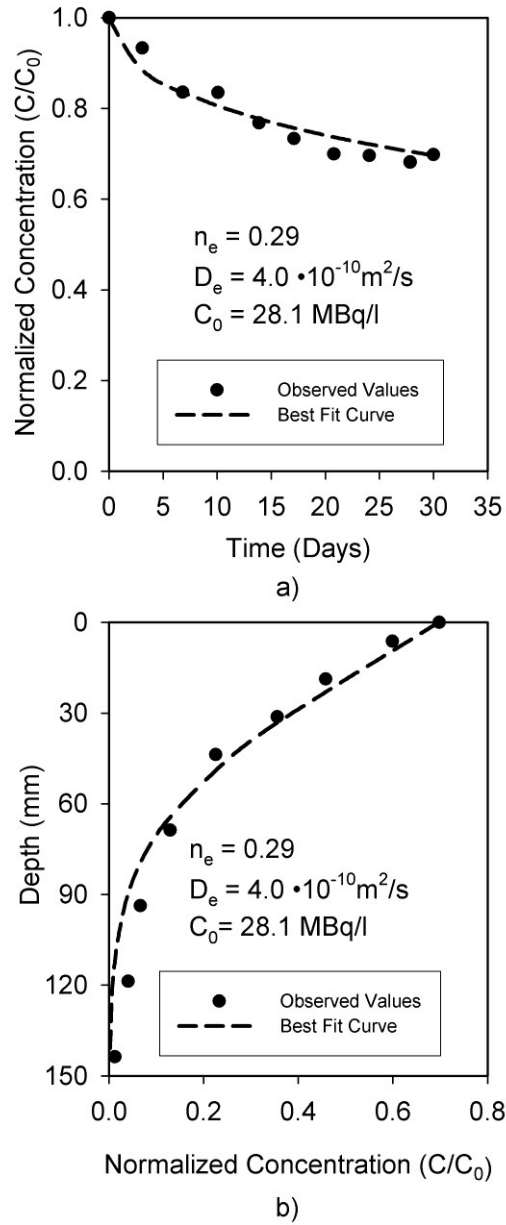 1.0
0.8
0.6
0.4
0.2
0.0
Normalized Concentration (C/C₀)
nₑ = 0.29
Dₑ = 4.0 •10⁻¹⁰m²/s
C₀ = 28.1 MBq/l
Observed Values
Best Fit Curve
0 5 10 15 20 25 30 35
Time (Days)
a)
0
30
60
90
120
150
Depth (mm)
nₑ = 0.29
Dₑ = 4.0 •10⁻¹⁰m²/s
C₀= 28.1 MBq/l
Observed Values
Best Fit Curve
0.0 0.2 0.4 0.6 0.8
Normalized Concentration (C/C₀)
b)